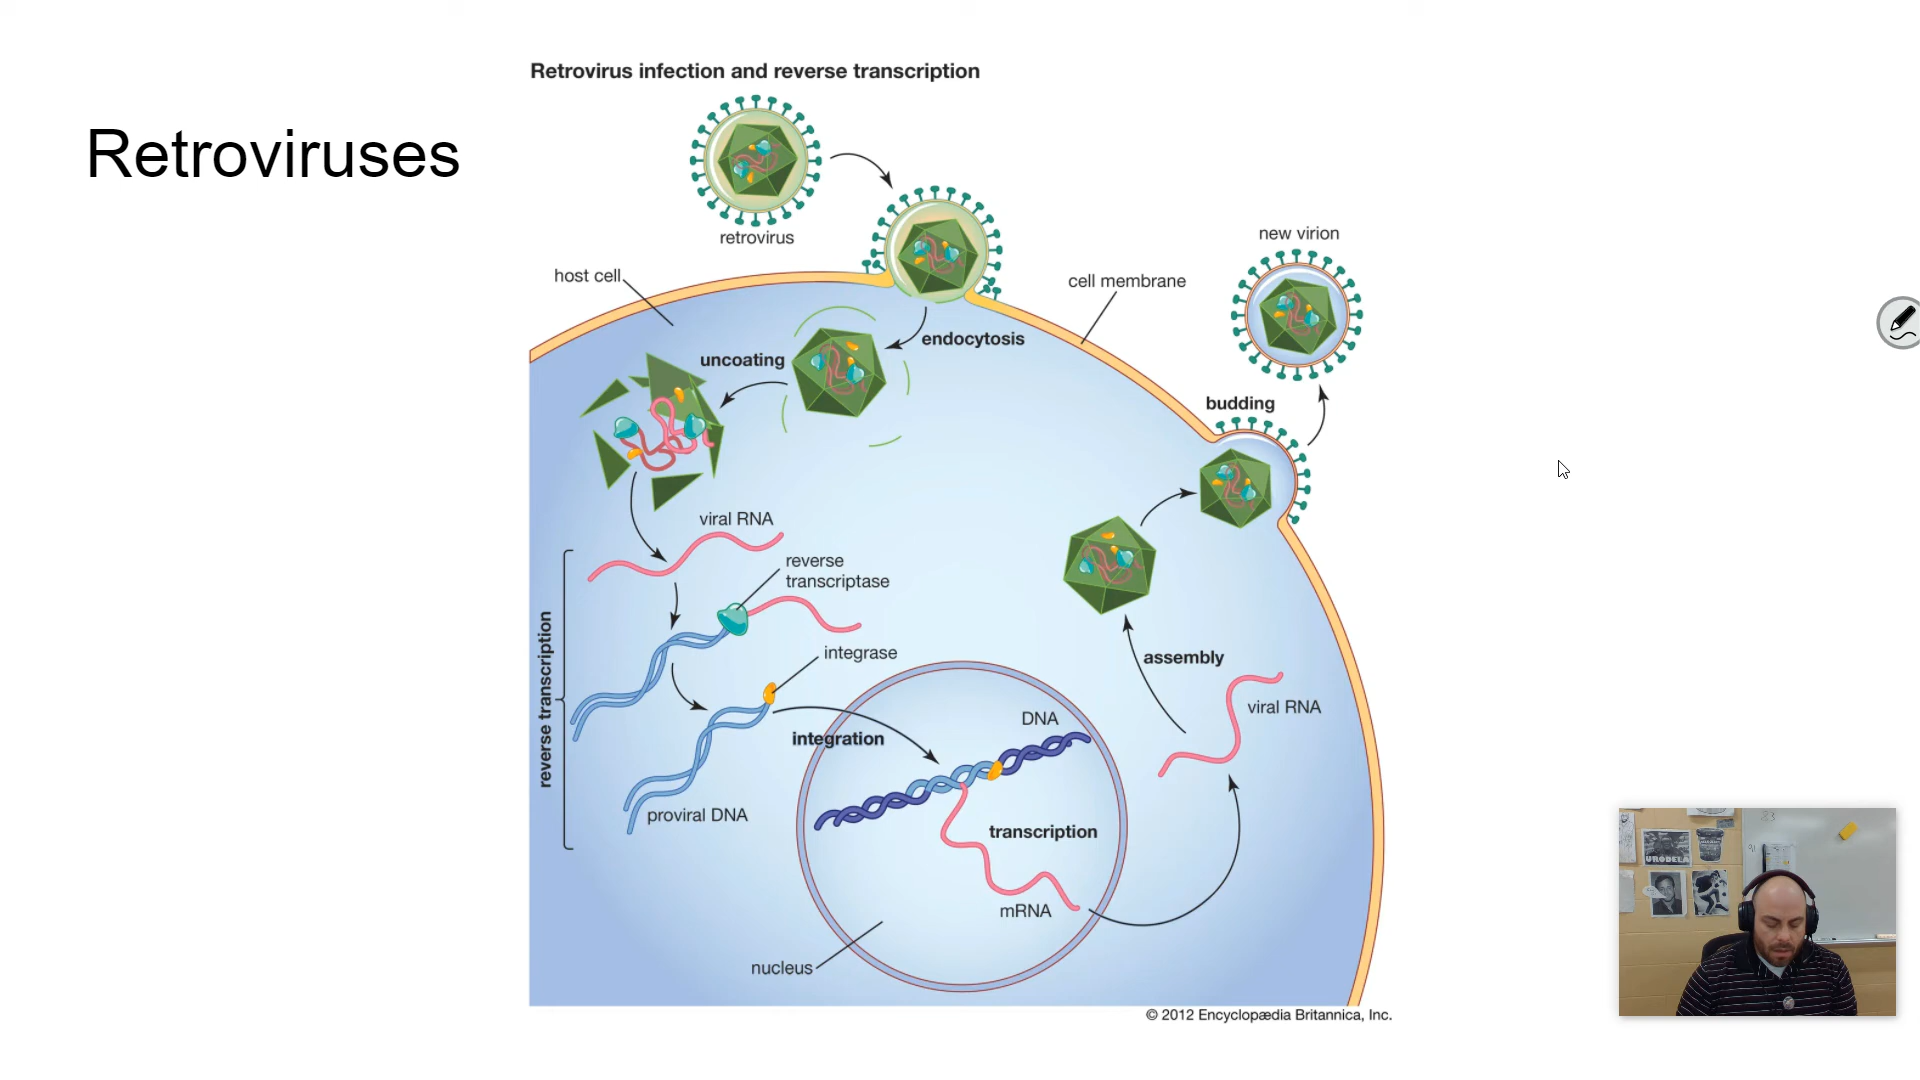 Retroviruses
Retrovirus infection and reverse transcription
retrovirus
host cell
cell membrane
new virion
endocytosis
uncoating
budding
viral RNA
reverse
transcriptase
integrase
reverse transcription
integration
proviral DNA
DNA
transcription
mRNA
nucleus
assembly
viral RNA
© 2012 Encyclopædia Britannica, Inc.
URODELA